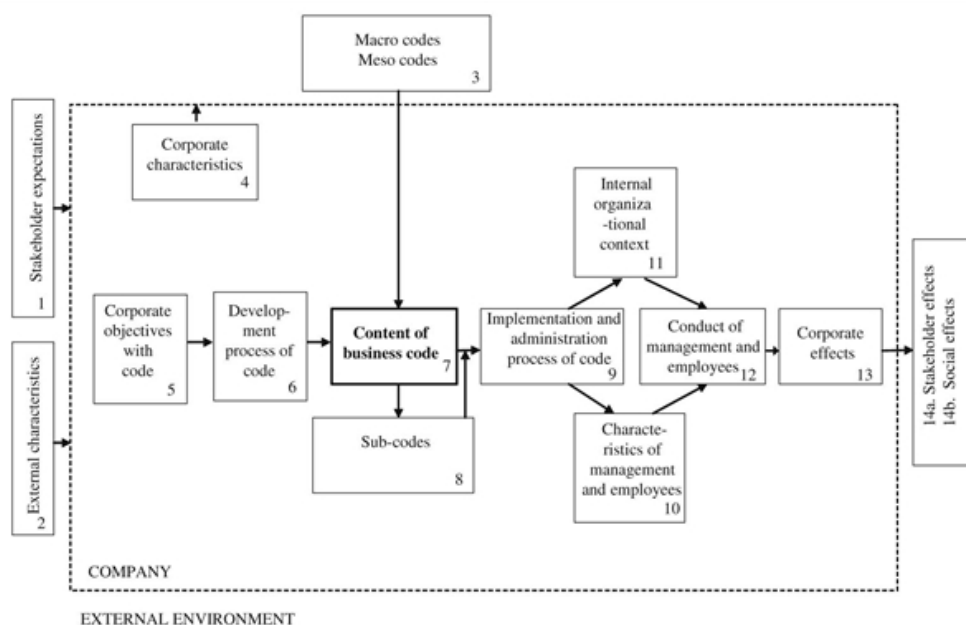 Macro codes
Meso codes
3
Stakeholder expectations
1
Corporate
characteristics
4
External characteristics
2
Corporate
objectives
with
code
5
Develop-
ment
process of
code
6
Content of
business code
7
Sub-codes
8
Implementation and
administration
process of code
9
Internal
organiza
-tional
context
11
Characte-
ristics of
management
and employees
10
Conduct of
management and
employees
12
Corporate
effects
13
14a. Stakeholder effects
14b. Social effects
COMPANY
EXTERNAL ENVIRONMENT